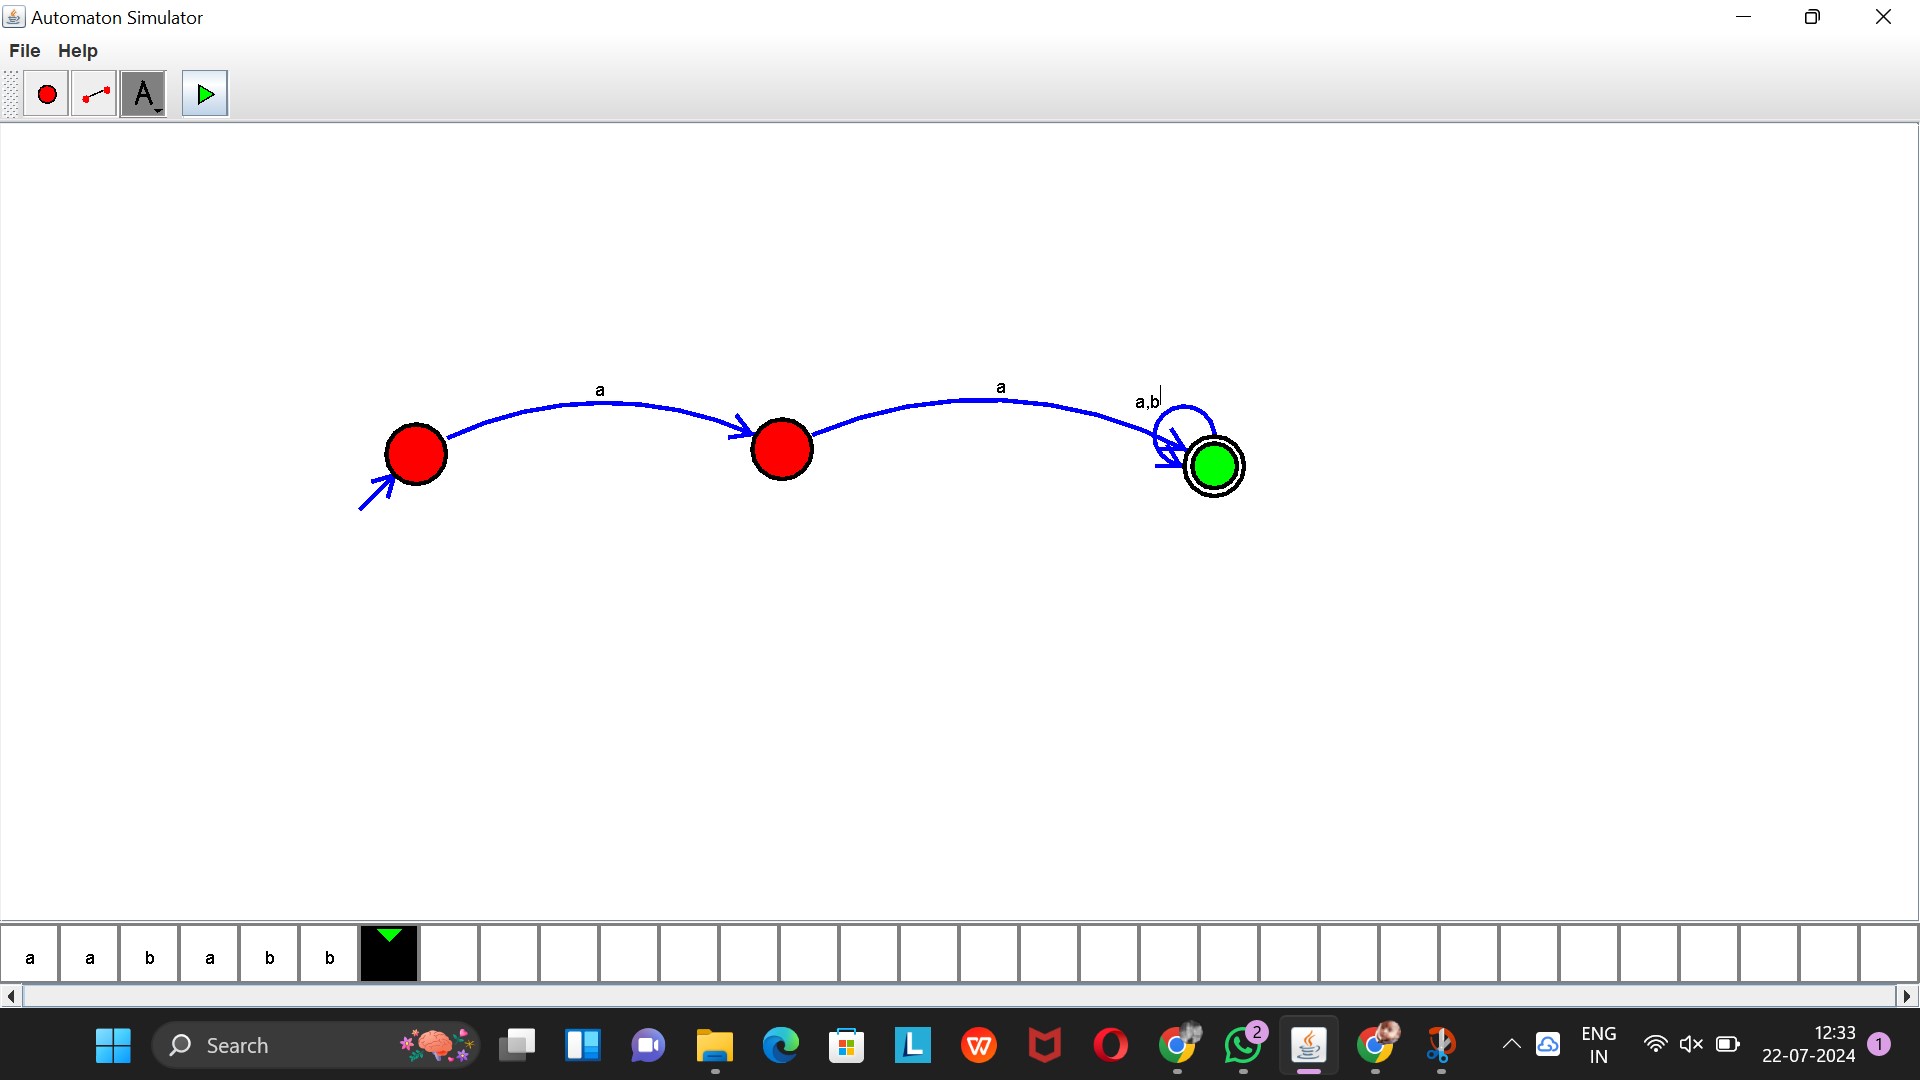 Automaton Simulator
File Help
A
a
a
a,b
a a b a b b
Search
L
W
2
ENG
IN
12:33
22-07-2024
1